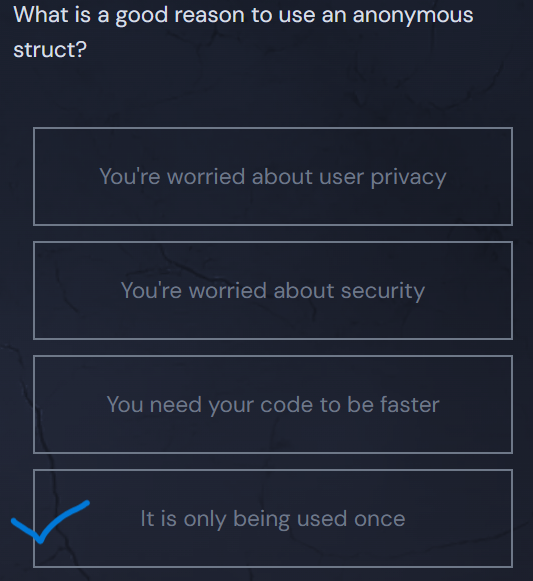 What is a good reason to use an anonymous
struct?
You're worried about user privacy
You're worried about security
You need your code to be faster
It is only being used once